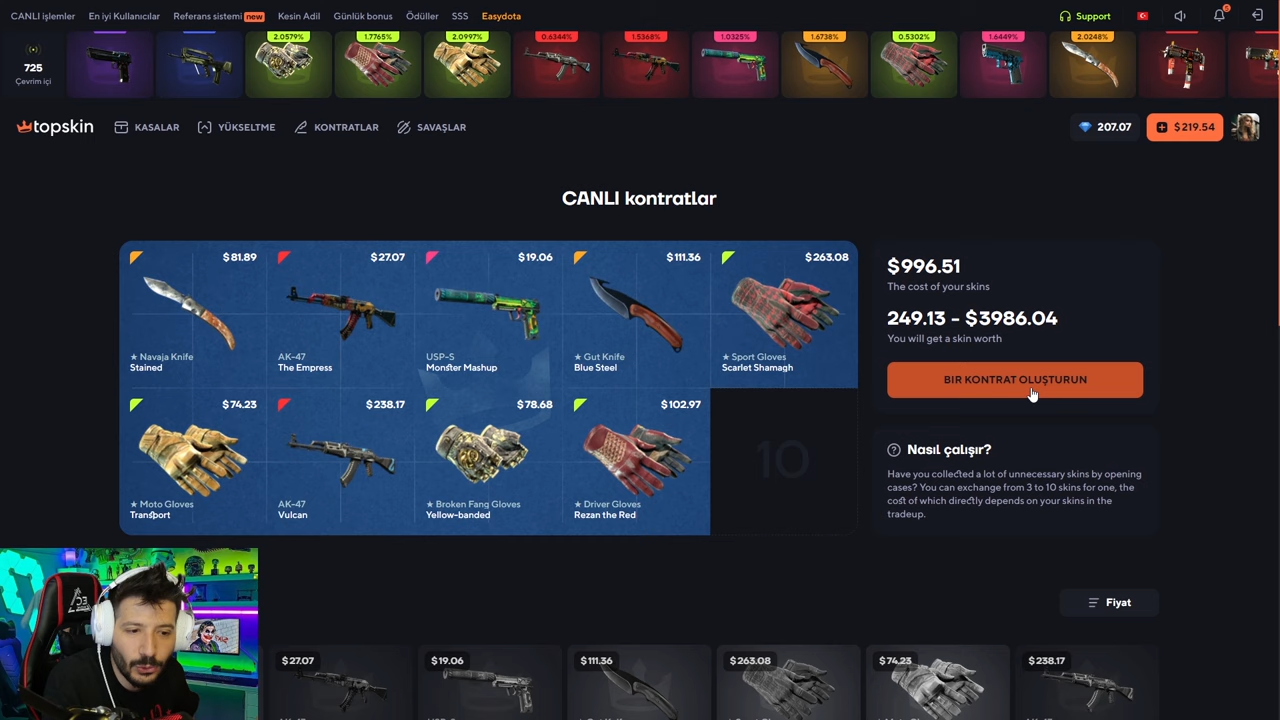 CANLI işlemler
En iyi Kullanıcılar
Referans sistemi new
Kesin Adil
Günlük bonus
Ödüller
SSS
Easydota
Support
5
725
Çevrim içi
2.0579%
1.7765%
2.0997%
0.6344%
1.5368%
1.0325%
1.6738%
0.5302%
1.6449%
2.0248%
topskin
KASALAR
YÜKSELTME
KONTRATLAR
SAVAŞLAR
207.07
$219.54
CANLI kontratlar
$81.89
$27.07
$19.06
$111.36
$263.08
★ Navaja Knife
Stained
AK-47
The Empress
USP-S
Monster Mashup
★ Gut Knife
Blue Steel
★ Sport Gloves
Scarlet Shamagh
$74.23
$238.17
$78.68
$102.97
★ Moto Gloves
Transport
AK-47
Vulcan
★ Broken Fang Gloves
Yellow-banded
★ Driver Gloves
Rezan the Red
10
$996.51
The cost of your skins
249.13 - $3986.04
You will get a skin worth
BIR KONTRAT OLUŞTURUN
Nasıl çalışır?
Have you collected a lot of unnecessary skins by opening
cases? You can exchange from 3 to 10 skins for one, the
cost of which directly depends on your skins in the
tradeup.
Fiyat
$27.07
$19.06
$111.36
$263.08
$74.23
$238.17